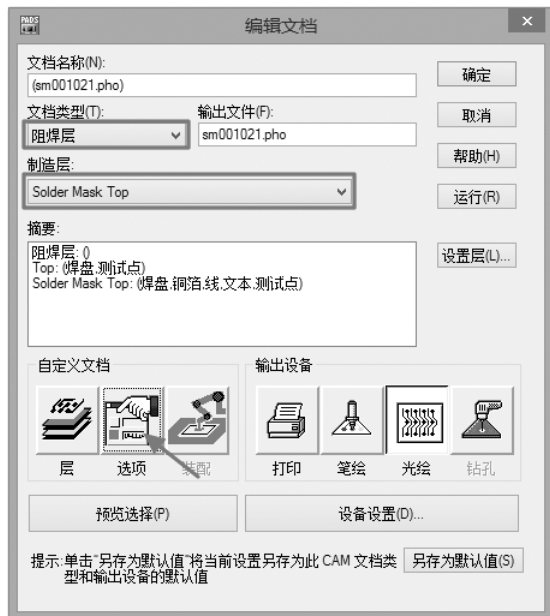 PADS
编辑文档
文档名称(N):
(sm001021.pho)
文档类型(T):
阻焊层
输出文件(F):
sm001021.pho
制造层:
Solder Mask Top
摘要:
阻焊层: ()
Top: (焊盘,测试点)
Solder Mask Top: (焊盘,铜箔,线,文本,测试点)
确定
取消
帮助(H)
运行(R)
设置层(L)...
自定义文档
层
选项
装配
输出设备
打印
笔绘
光绘
钻孔
预览选择(P)
设备设置(D)...
提示:单击“另存为默认值”将当前设置另存为此 CAM 文档类
型和输出设备的默认值
另存为默认值(S)